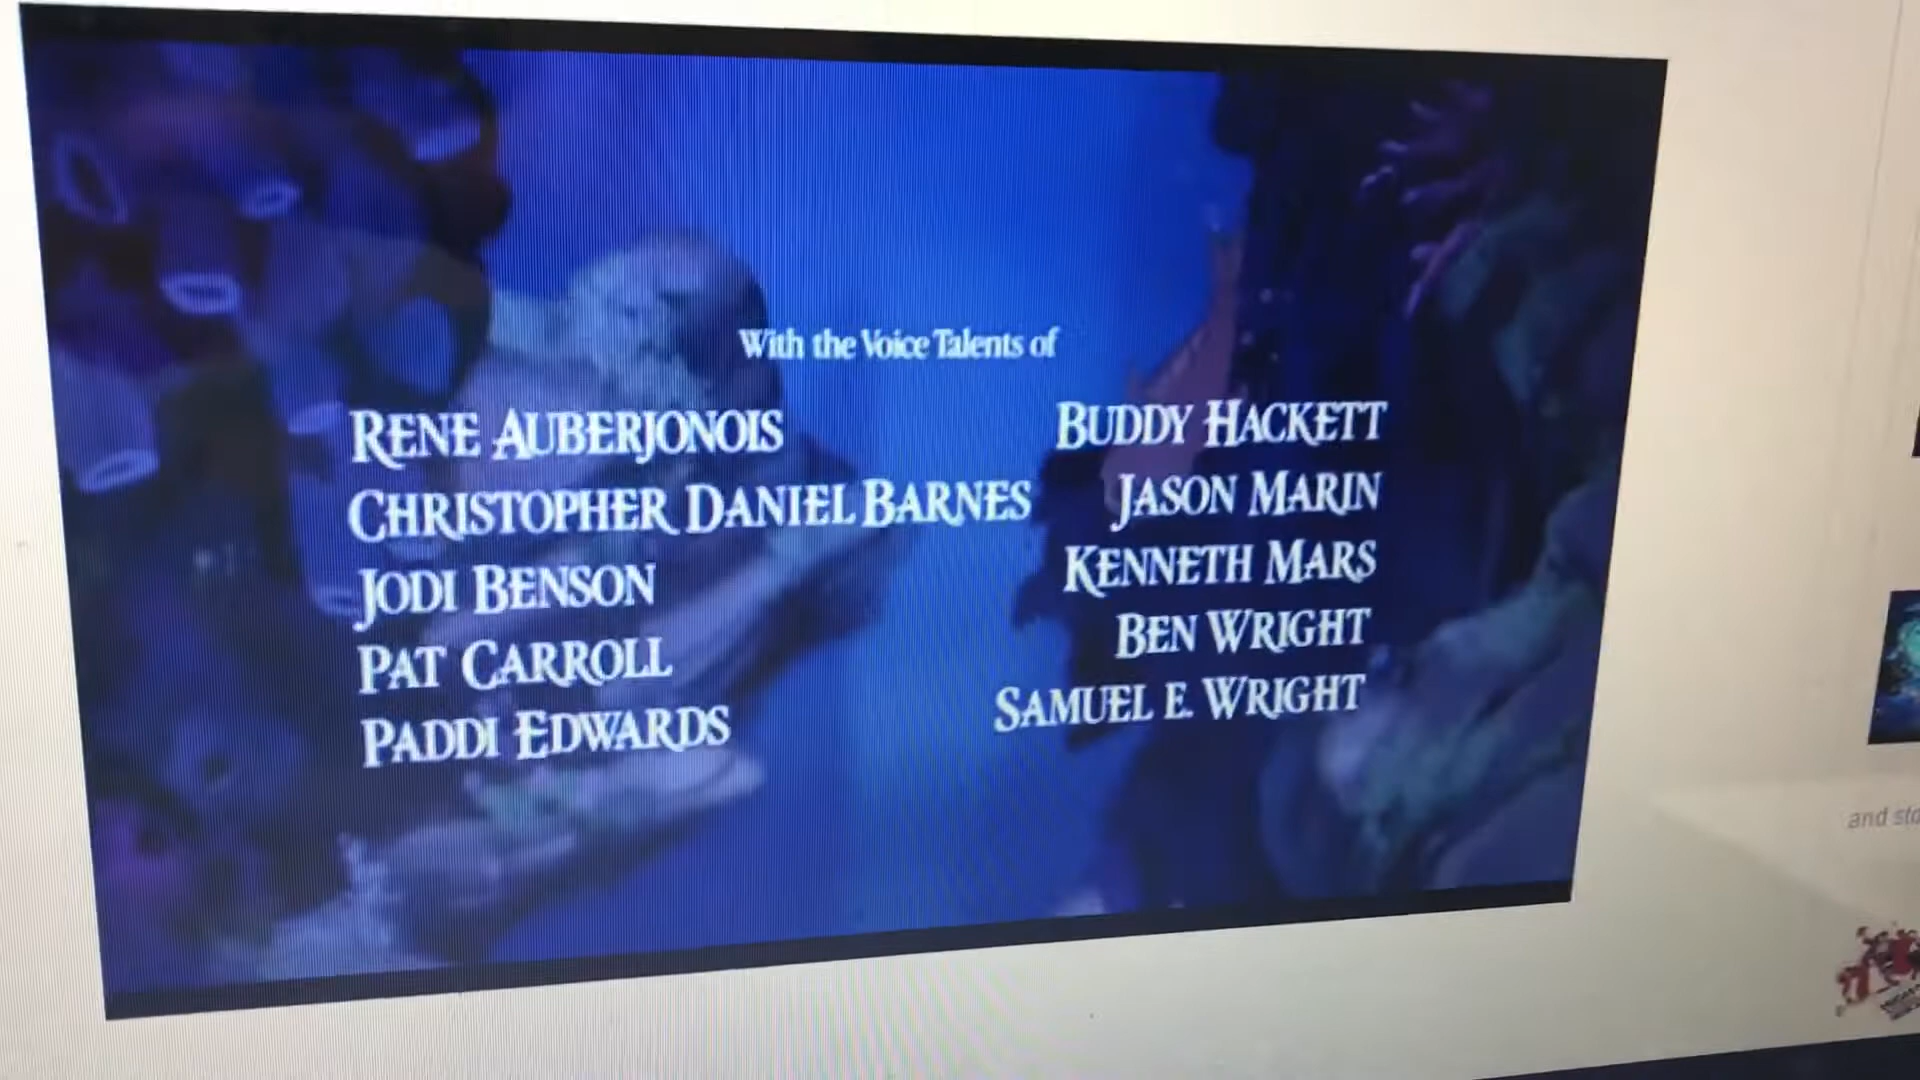 With the Voice Talents of
RENE AUBERJONOIS
CHRISTOPHER DANIEL BARNES
JODI BENSON
PAT CARROLL
PADDI EDWARDS
BUDDY HACKETT
JASON MARIN
KENNETH MARS
BEN WRIGHT
SAMUEL E. WRIGHT
and